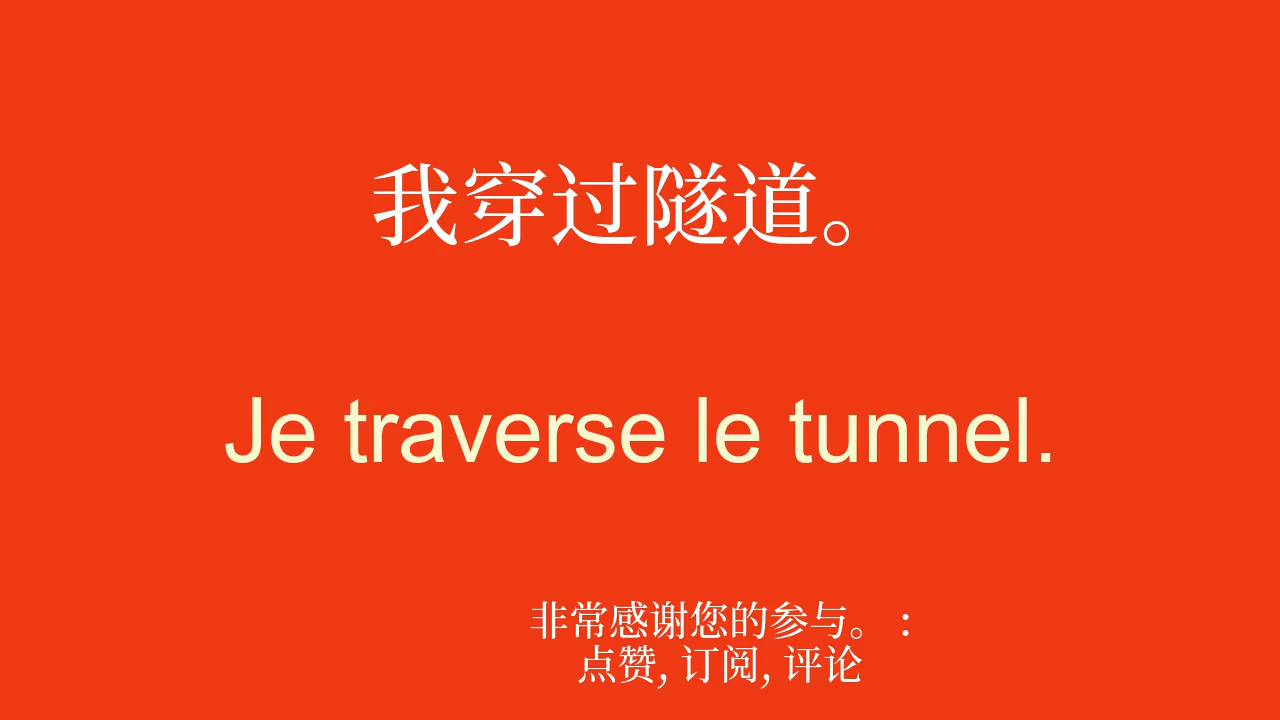 我穿过隧道。
Je traverse le tunnel.
非常感谢您的参与。 :
点赞, 订阅, 评论